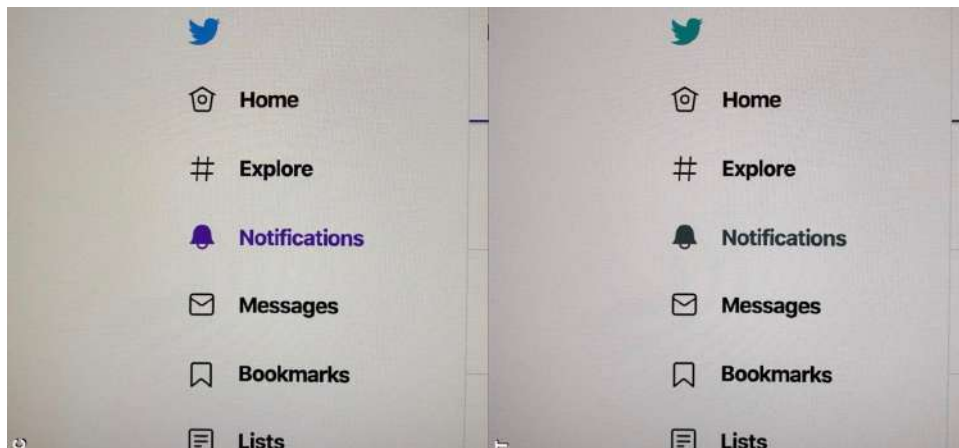 Home
Explore
Notifications
Messages
Bookmarks
Lists
Home
Explore
Notifications
Messages
Bookmarks
Lists